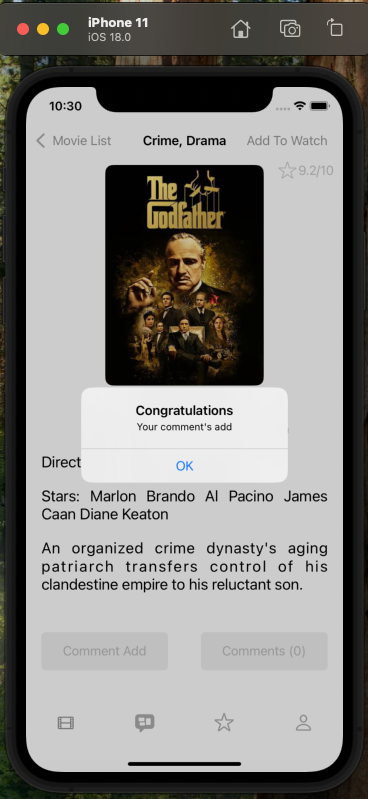 iPhone 11
iOS 18.0
10:30
Movie List
Crime, Drama
Add To Watch
9.2/10
The
Godfather
Congratulations
Your comment's add
OK
Direct
Stars: Marlon Brando Al Pacino James
Caan Diane Keaton
An organized crime dynasty's aging
patriarch transfers control of his
clandestine empire to his reluctant son.
Comment Add
Comments (0)